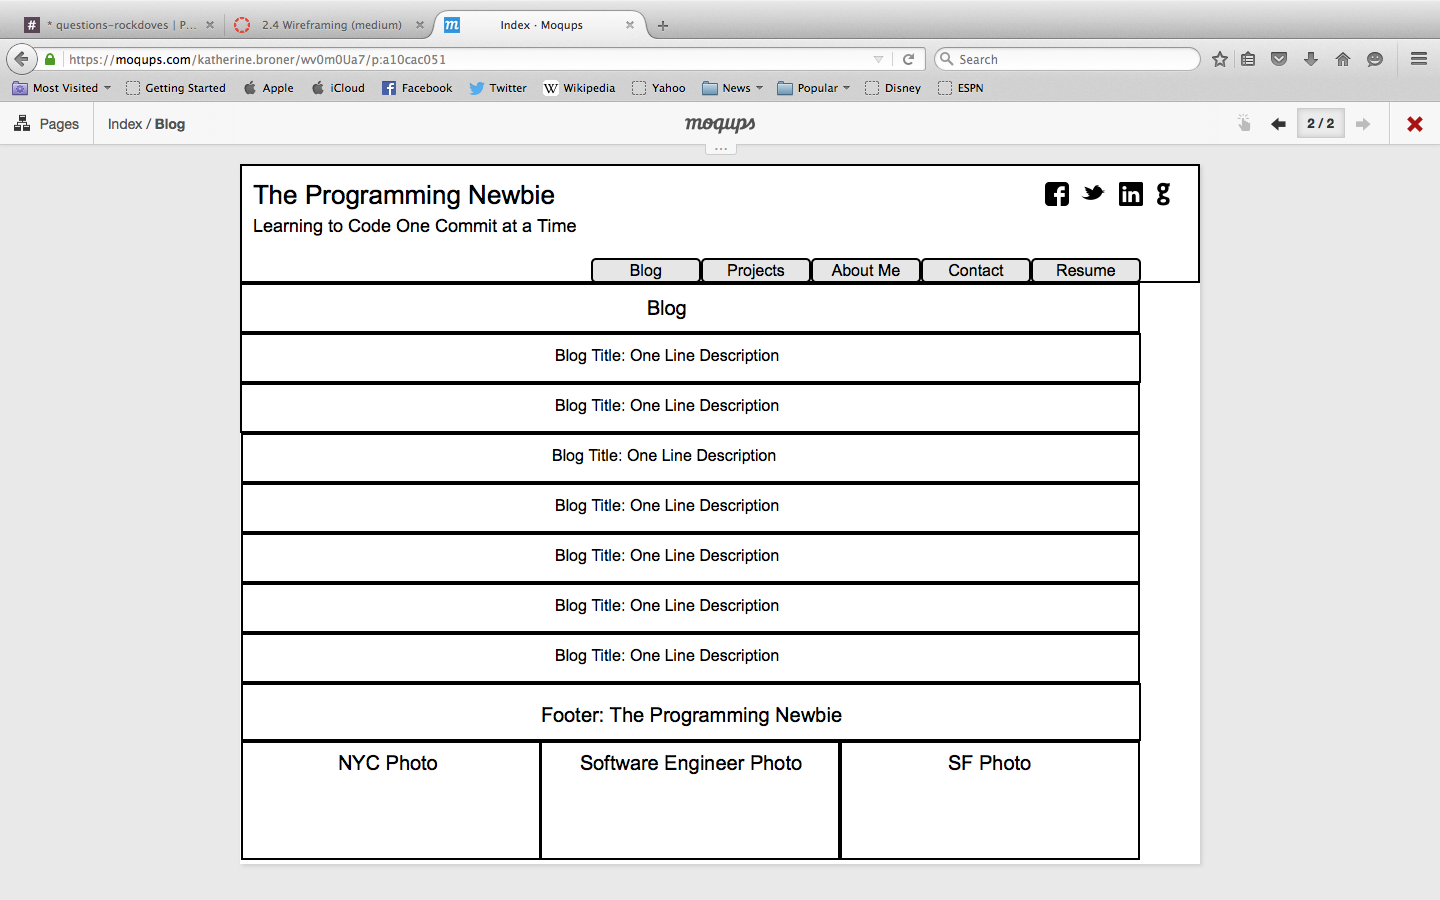 # * questions-rockdoves | P...
2.4 Wireframing (medium)
m Index · Moqups
https://moqups.com/katherine.broner/wv0m0Ua7/p:a10cac051
Search
Most Visited Getting Started Apple iCloud Facebook Twitter W Wikipedia Yahoo News Popular Disney ESPN
Pages Index / Blog moqups 2 / 2
...
The Programming Newbie
f in g
Learning to Code One Commit at a Time
Blog Projects About Me Contact Resume
Blog
Blog Title: One Line Description
Blog Title: One Line Description
Blog Title: One Line Description
Blog Title: One Line Description
Blog Title: One Line Description
Blog Title: One Line Description
Blog Title: One Line Description
Footer: The Programming Newbie
NYC Photo Software Engineer Photo SF Photo